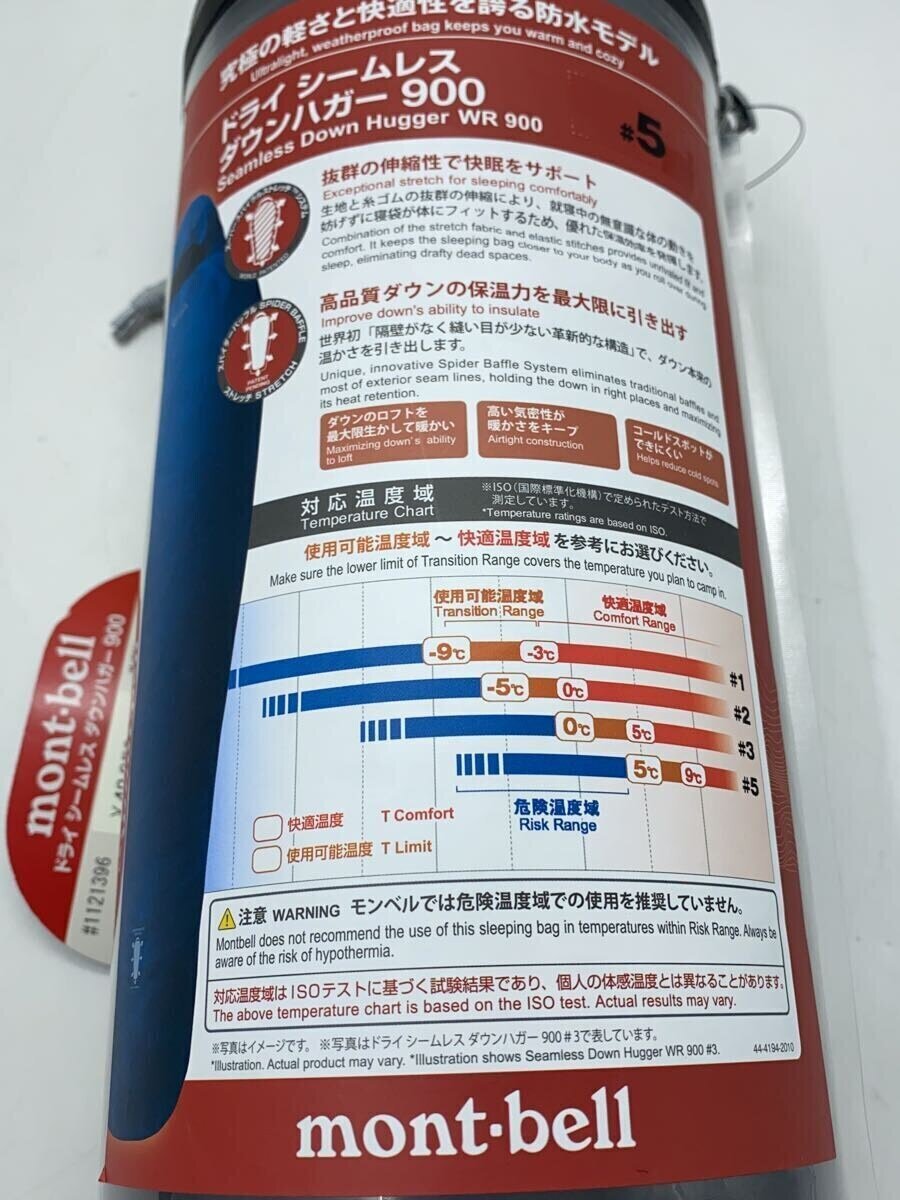 究極の軽さと快適性を誇る防水モデル
Ultralight, weatherproof bag keeps you warm and cozy
ドライ シームレス
ダウンハガー 900
Seamless Down Hugger WR 900
#5
抜群の伸縮性で快眠をサポート
Exceptional stretch for sleeping comfortably
生地と糸ゴムの抜群の伸縮により、就寝中の無意識な体の動きを
妨げずに寝袋が体にフィットするため、優れた保温効率を発揮します。
Combination of the stretch fabric and elastic stitches provides unrivaled fit and
comfort. It keeps the sleeping bag closer to your body as you roll over during
sleep, eliminating drafty dead spaces.
スパイダーバッフル SPIDER BAFFLE
PATENT
PENDING
ストレッチ STRETCH
高品質ダウンの保温力を最大限に引き出す
Improve down's ability to insulate
世界初「隔壁がなく縫い目が少ない革新的な構造」で、ダウン本来の
温かさを引き出します。
Unique, innovative Spider Baffle System eliminates traditional baffles and
most of exterior seam lines, holding the down in right places and maximizing
its heat retention.
ダウンのロフトを
最大限生かして暖かい
Maximizing down's ability
to loft
高い気密性が
暖かさをキープ
Airtight construction
コールドスポットが
できにくい
Helps reduce cold spots
対応温度域
Temperature Chart
※ISO（国際標準化機構）で定められたテスト方法で
測定しています。
*Temperature ratings are based on ISO.
使用可能温度域 ～ 快適温度域 を参考にお選びください。
Make sure the lower limit of Transition Range covers the temperature you plan to camp in.
使用可能温度域
Transition Range
快適温度域
Comfort Range
-9℃ -3℃ #1
-5℃ 0℃ #2
0℃ 5℃ #3
5℃ 9℃ #5
危険温度域
Risk Range
快適温度 T Comfort
使用可能温度 T Limit
注意 WARNING モンベルでは危険温度域での使用を推奨していません。
Montbell does not recommend the use of this sleeping bag in temperatures within Risk Range. Always be
aware of the risk of hypothermia.
対応温度域はISOテストに基づく試験結果であり、個人の体感温度とは異なることがあります。
The above temperature chart is based on the ISO test. Actual results may vary.
※写真はイメージです。 ※写真はドライ シームレス ダウンハガー 900 #3で表しています。
*Illustration. Actual product may vary. *Illustration shows Seamless Down Hugger WR 900 #3.
44-4194-2010
mont-bell
mont-bell
ドライ シームレス ダウンハガー 900
#1121396